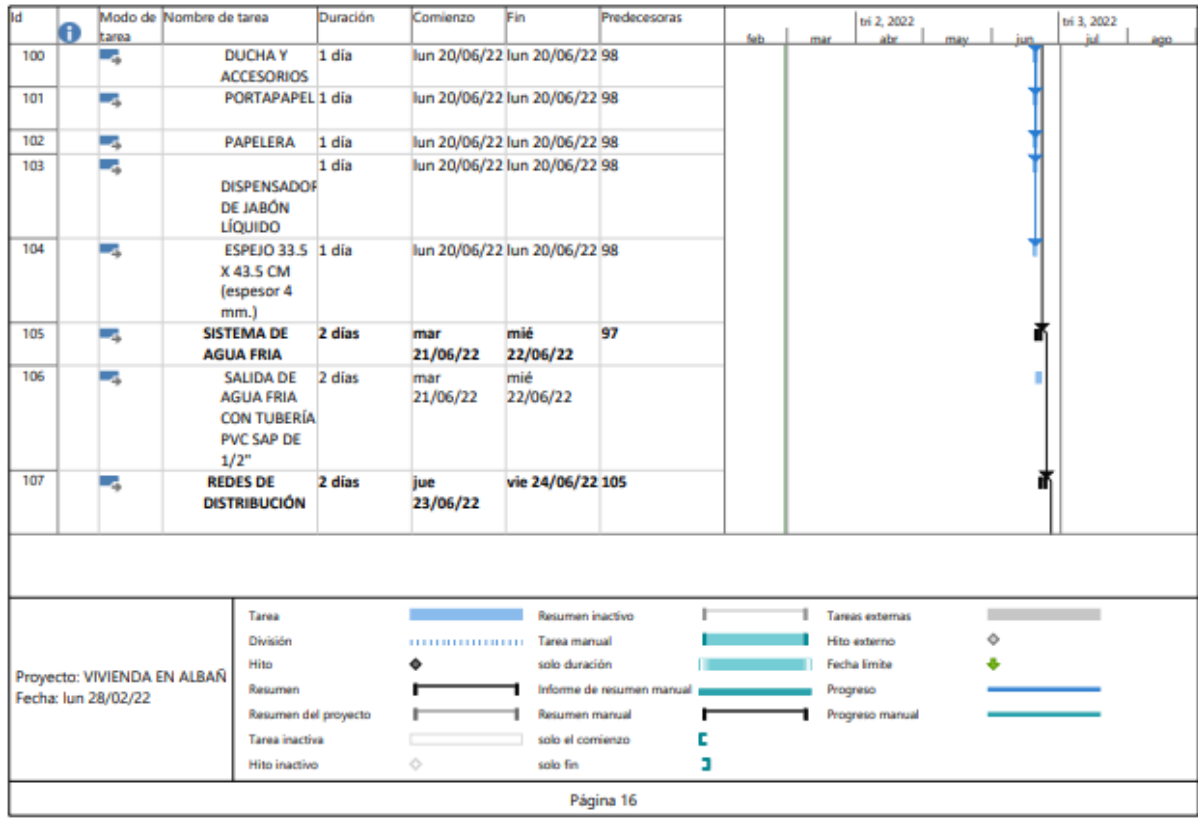 Id Modo de Nombre de tarea Duración Comienzo Fin Predecesoras tri 2, 2022 tri 3, 2022
tarea feb mar abr may jun jul ago
100 DUCHA Y 1 día lun 20/06/22 lun 20/06/22 98
ACCESORIOS
101 PORTAPAPEL 1 día lun 20/06/22 lun 20/06/22 98
102 PAPELERA 1 día lun 20/06/22 lun 20/06/22 98
103 1 día lun 20/06/22 lun 20/06/22 98
DISPENSADOR
DE JABÓN
LÍQUIDO
104 ESPEJO 33.5 1 día lun 20/06/22 lun 20/06/22 98
X 43.5 CM
(espesor 4
mm.)
105 SISTEMA DE 2 días mar mié 97
AGUA FRIA 21/06/22 22/06/22
106 SALIDA DE 2 días mar mié
AGUA FRIA 21/06/22 22/06/22
CON TUBERÍA
PVC SAP DE
1/2"
107 REDES DE 2 días jue vie 24/06/22 105
DISTRIBUCIÓN 23/06/22
Proyecto: VIVIENDA EN ALBAÑ
Fecha: lun 28/02/22
Tarea Resumen inactivo Tareas externas
División Tarea manual Hito externo
Hito solo duración Fecha límite
Resumen Informe de resumen manual Progreso
Resumen del proyecto Resumen manual Progreso manual
Tarea inactiva solo el comienzo
Hito inactivo solo fin
Página 16